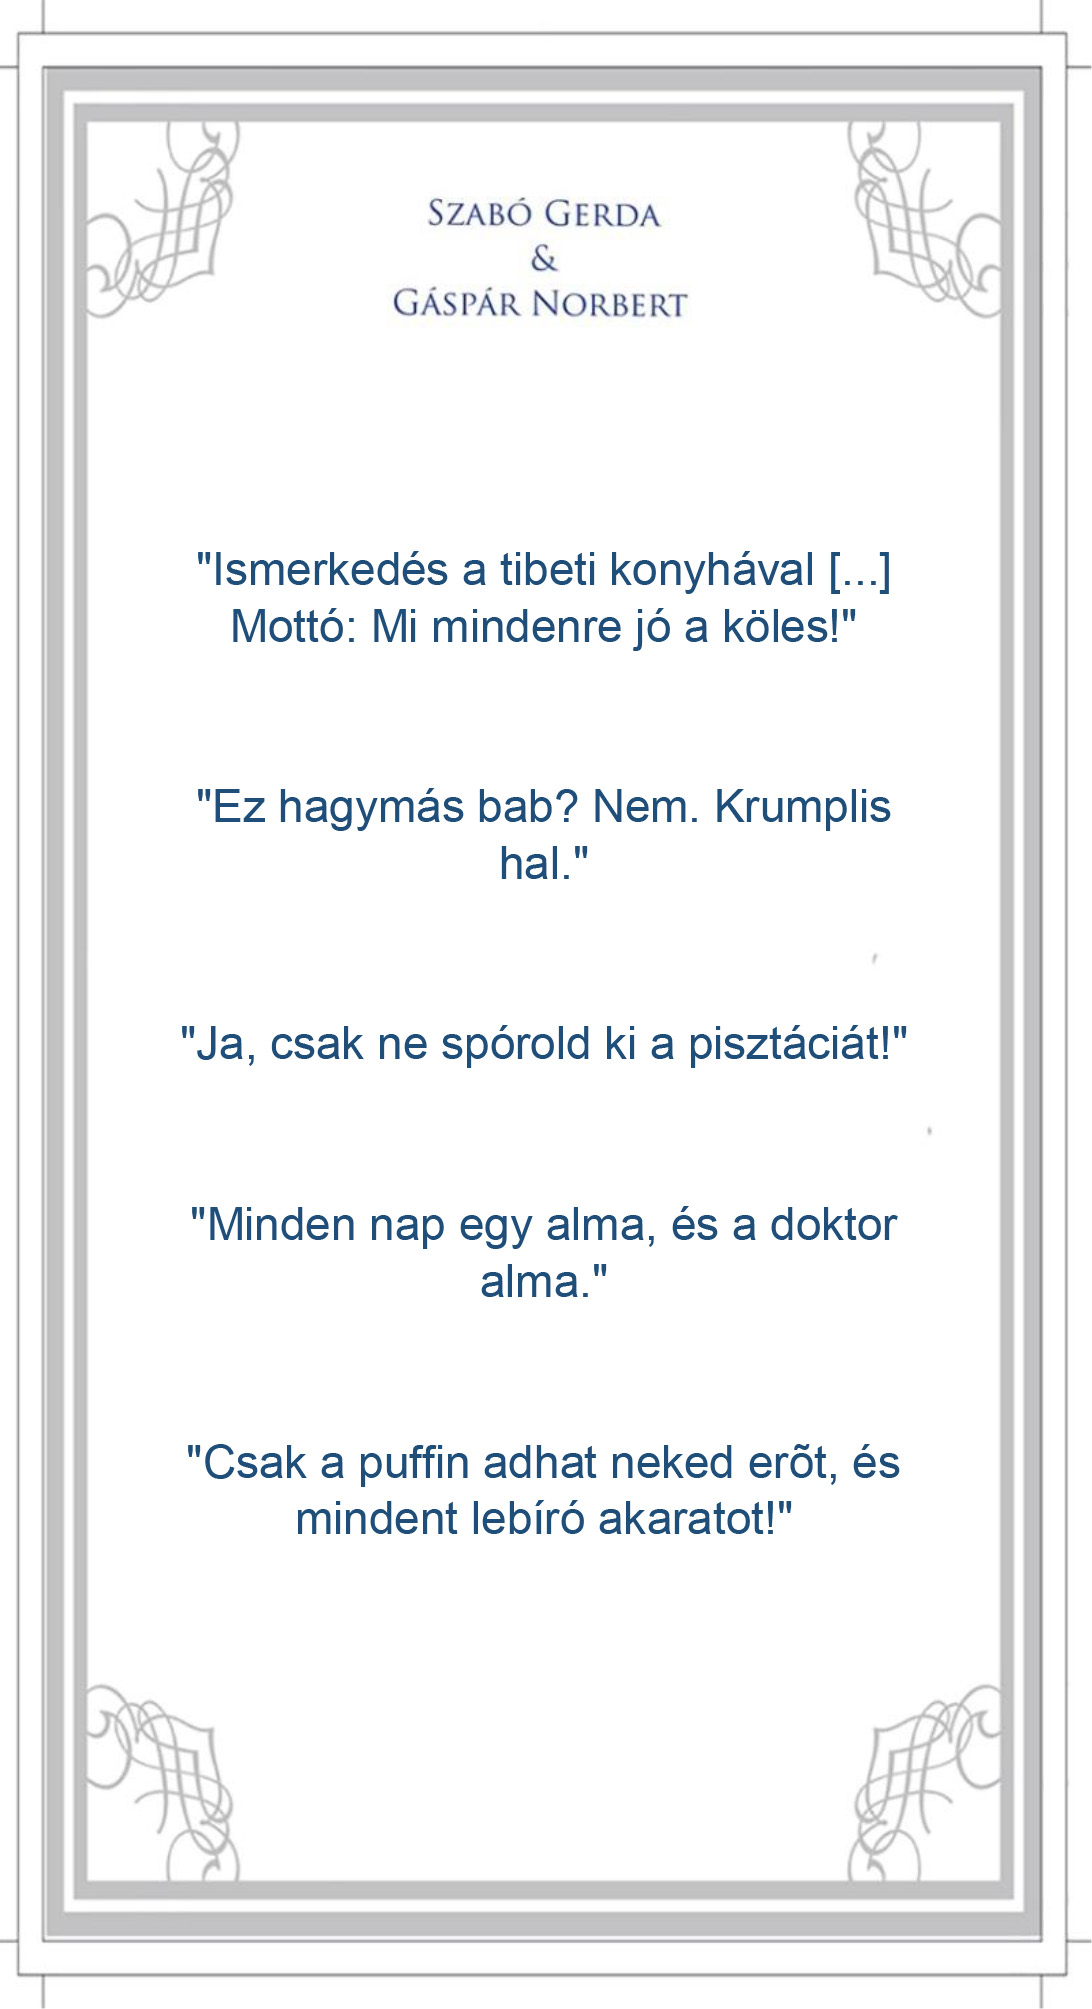 SZABÓ GERDA
&
GÁSPÁR NORBERT
"Ismerkedés a tibeti konyhával [...]
Mottó: Mi mindenre jó a köles!"
"Ez hagymás bab? Nem. Krumplis
hal."
"Ja, csak ne spórold ki a pisztáciát!"
"Minden nap egy alma, és a doktor
alma."
"Csak a puffin adhat neked erõt, és
mindent lebíró akaratot!"